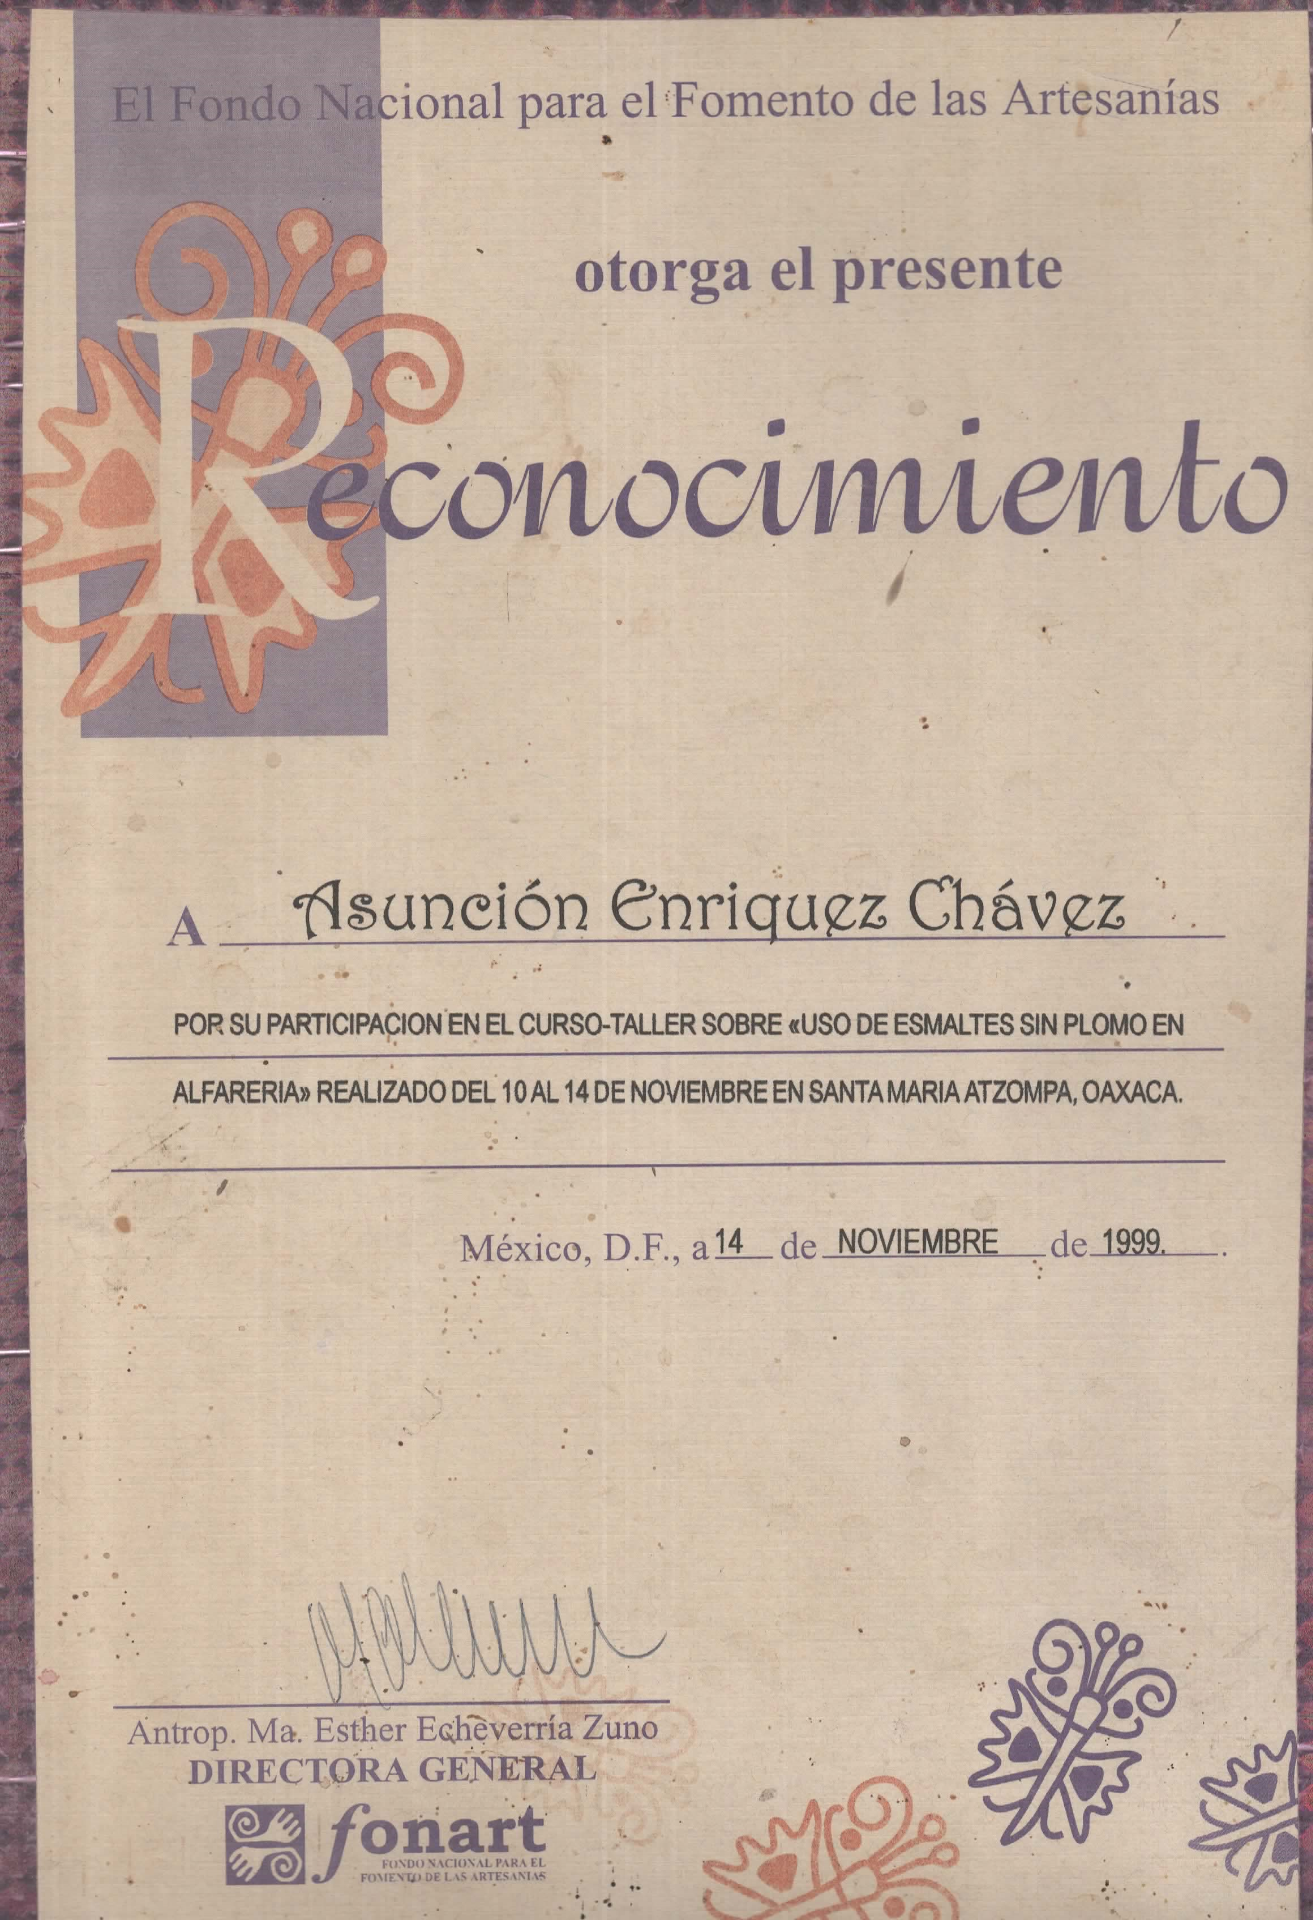 El Fondo Nacional para el Fomento de las Artesanías
otorga el presente
Reconocimiento
A Asunción Enriquez Chávez
POR SU PARTICIPACION EN EL CURSO-TALLER SOBRE «USO DE ESMALTES SIN PLOMO EN
ALFARERIA» REALIZADO DEL 10 AL 14 DE NOVIEMBRE EN SANTA MARIA ATZOMPA, OAXACA.
México, D.F., a 14 de NOVIEMBRE de 1999. .
Antrop. Ma. Esther Echeverría Zuno
DIRECTORA GENERAL
fonart
FONDO NACIONAL PARA EL
FOMENTO DE LAS ARTESANIAS